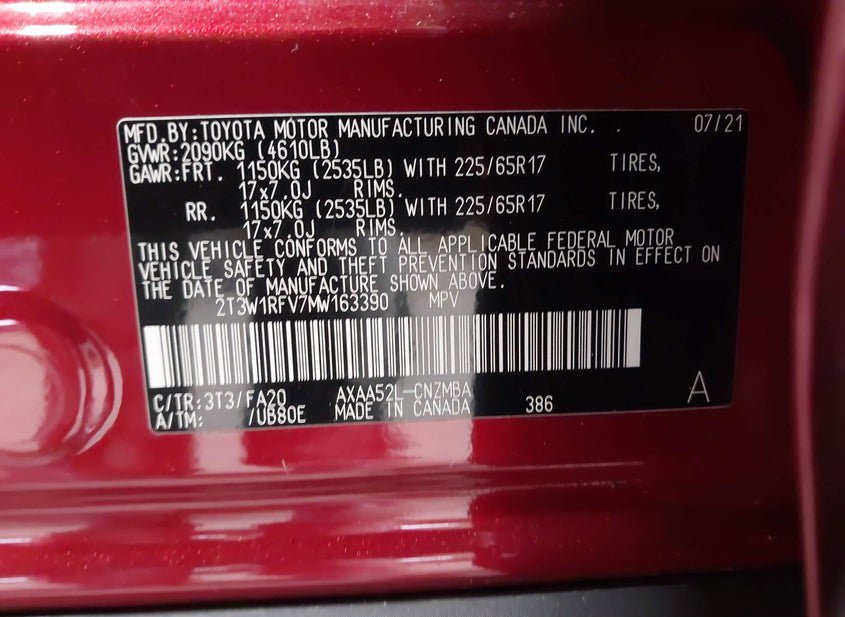 MFD.BY:TOYOTA MOTOR MANUFACTURING CANADA INC. . 07/21
GVWR:2090KG (4610LB)
GAWR:FRT. 1150KG (2535LB) WITH 225/65R17 TIRES,
17x7.0J RIMS.
RR. 1150KG (2535LB) WITH 225/65R17 TIRES,
17x7.0J RIMS.
THIS VEHICLE CONFORMS TO ALL APPLICABLE FEDERAL MOTOR
VEHICLE SAFETY AND THEFT PREVENTION STANDARDS IN EFFECT ON
THE DATE OF MANUFACTURE SHOWN ABOVE.
2T3W1RFV7MW163390 MPV
C/TR:3T3/FA20 AXAA52L-CNZMBA
A/TM: /UB80E MADE IN CANADA 386 A